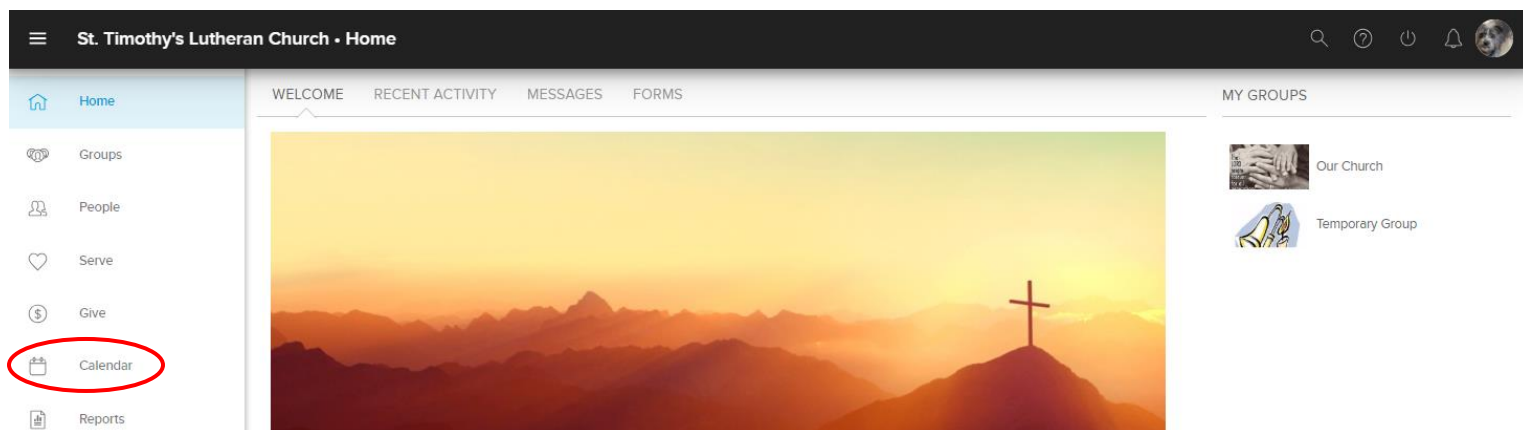 St. Timothy's Lutheran Church • Home
Home
Groups
People
Serve
Give
Calendar
Reports
WELCOME RECENT ACTIVITY MESSAGES FORMS
MY GROUPS
Our Church
Temporary Group